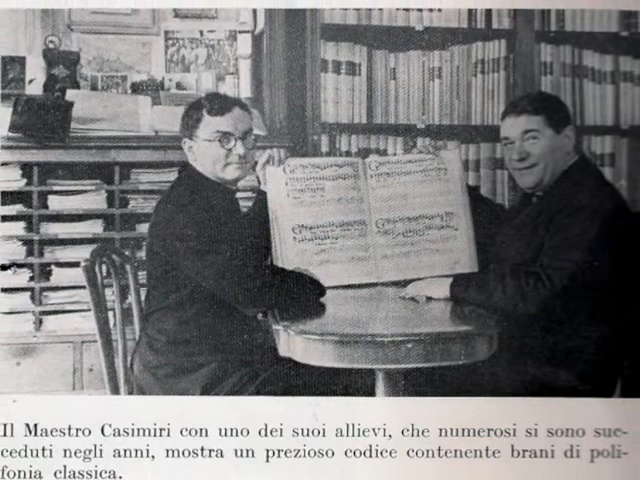 Il Maestro Casimiri con uno dei suoi allievi, che numerosi si sono suc-
ceduti negli anni, mostra un prezioso codice contenente brani di poli-
fonia classica.